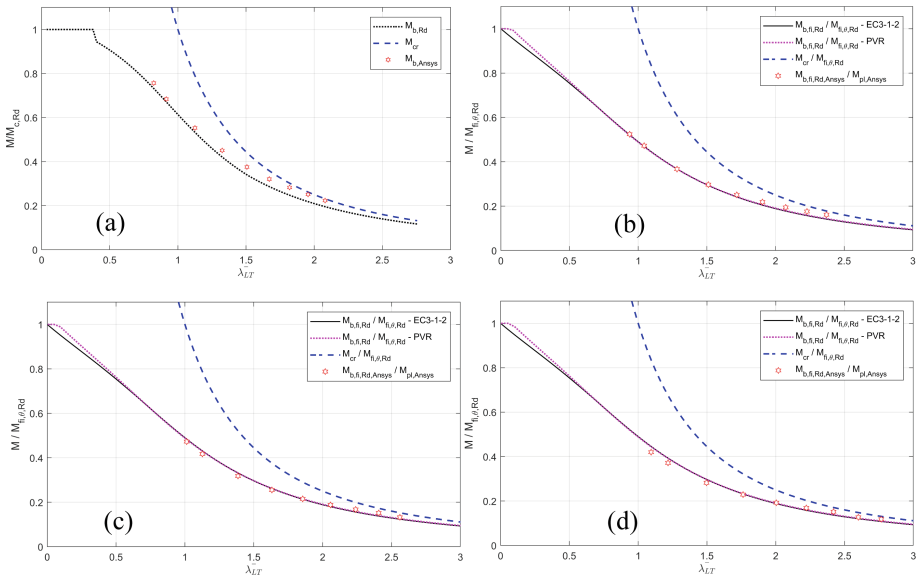 (a)
M/M_c,Rd
1
0.8
0.6
0.4
0.2
0
0 0.5 1 1.5 2 2.5 3
λ̄_LT
M_b,Rd
M_cr
M_b,Ansys
(b)
M / M_fi,θ,Rd
1
0.8
0.6
0.4
0.2
0
0 0.5 1 1.5 2 2.5 3
λ̄_LT
M_b,fi,Rd / M_fi,θ,Rd - EC3-1-2
M_b,fi,Rd / M_fi,θ,Rd - PVR
M_cr / M_fi,θ,Rd
M_b,fi,Rd,Ansys / M_pl,Ansys
(c)
M / M_fi,θ,Rd
1
0.8
0.6
0.4
0.2
0
0 0.5 1 1.5 2 2.5 3
λ̄_LT
M_b,fi,Rd / M_fi,θ,Rd - EC3-1-2
M_b,fi,Rd / M_fi,θ,Rd - PVR
M_cr / M_fi,θ,Rd
M_b,fi,Rd,Ansys / M_pl,Ansys
(d)
M / M_fi,θ,Rd
1
0.8
0.6
0.4
0.2
0
0 0.5 1 1.5 2 2.5 3
λ̄_LT
M_b,fi,Rd / M_fi,θ,Rd - EC3-1-2
M_b,fi,Rd / M_fi,θ,Rd - PVR
M_cr / M_fi,θ,Rd
M_b,fi,Rd,Ansys / M_pl,Ansys